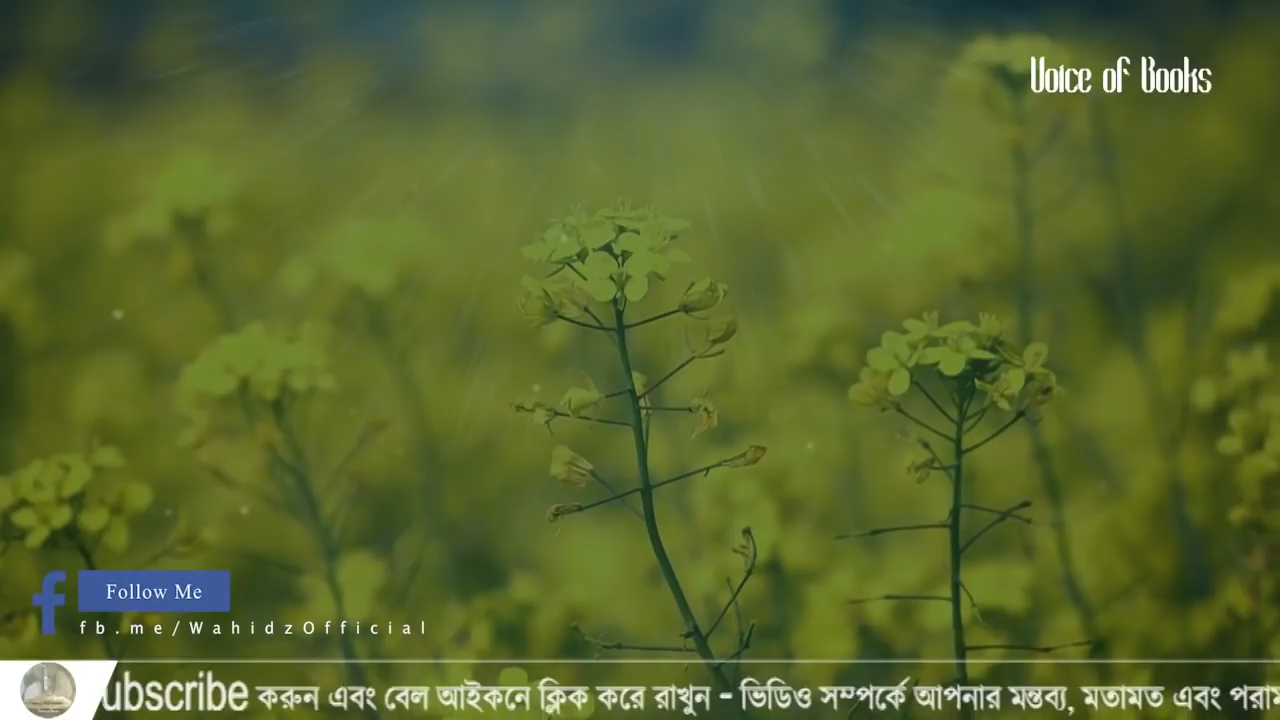 Voice of Books
Follow Me
fb.me/WahidzOfficial
ubscribe করুন এবং বেল আইকনে ক্লিক করে রাখুন - ভিডিও সম্পর্কে আপনার মন্তব্য, মতামত এবং পরাম